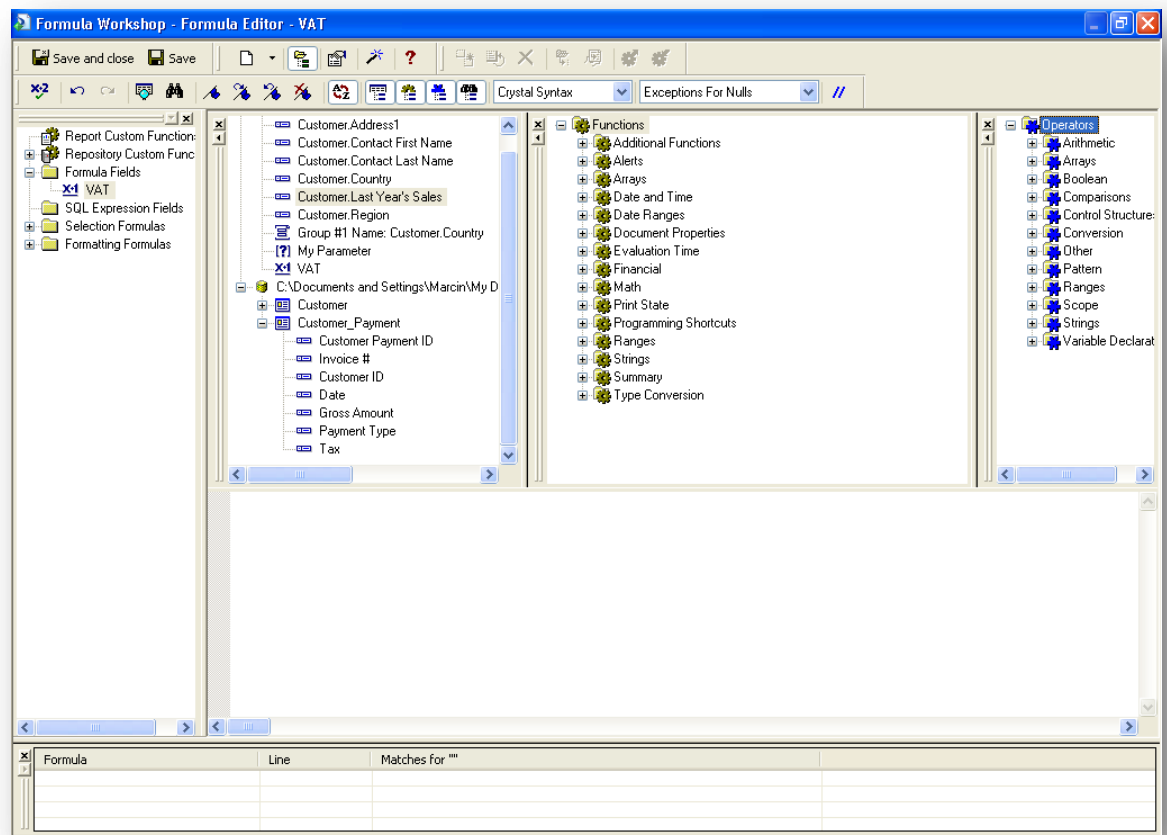 Formula Workshop - Formula Editor - VAT
Save and close Save
Crystal Syntax Exceptions For Nulls
Report Custom Function:
Repository Custom Func
Formula Fields
VAT
SQL Expression Fields
Selection Formulas
Formatting Formulas
Customer.Address1
Customer.Contact First Name
Customer.Contact Last Name
Customer.Country
Customer.Last Year's Sales
Customer.Region
Group #1 Name: Customer.Country
My Parameter
VAT
C:\Documents and Settings\Marcin\My D
Customer
Customer_Payment
Customer Payment ID
Invoice #
Customer ID
Date
Gross Amount
Payment Type
Tax
Functions
Additional Functions
Alerts
Arrays
Date and Time
Date Ranges
Document Properties
Evaluation Time
Financial
Math
Print State
Programming Shortcuts
Ranges
Strings
Summary
Type Conversion
Operators
Arithmetic
Arrays
Boolean
Comparisons
Control Structure:
Conversion
Other
Pattern
Ranges
Scope
Strings
Variable Declarat
Formula Line Matches for ""